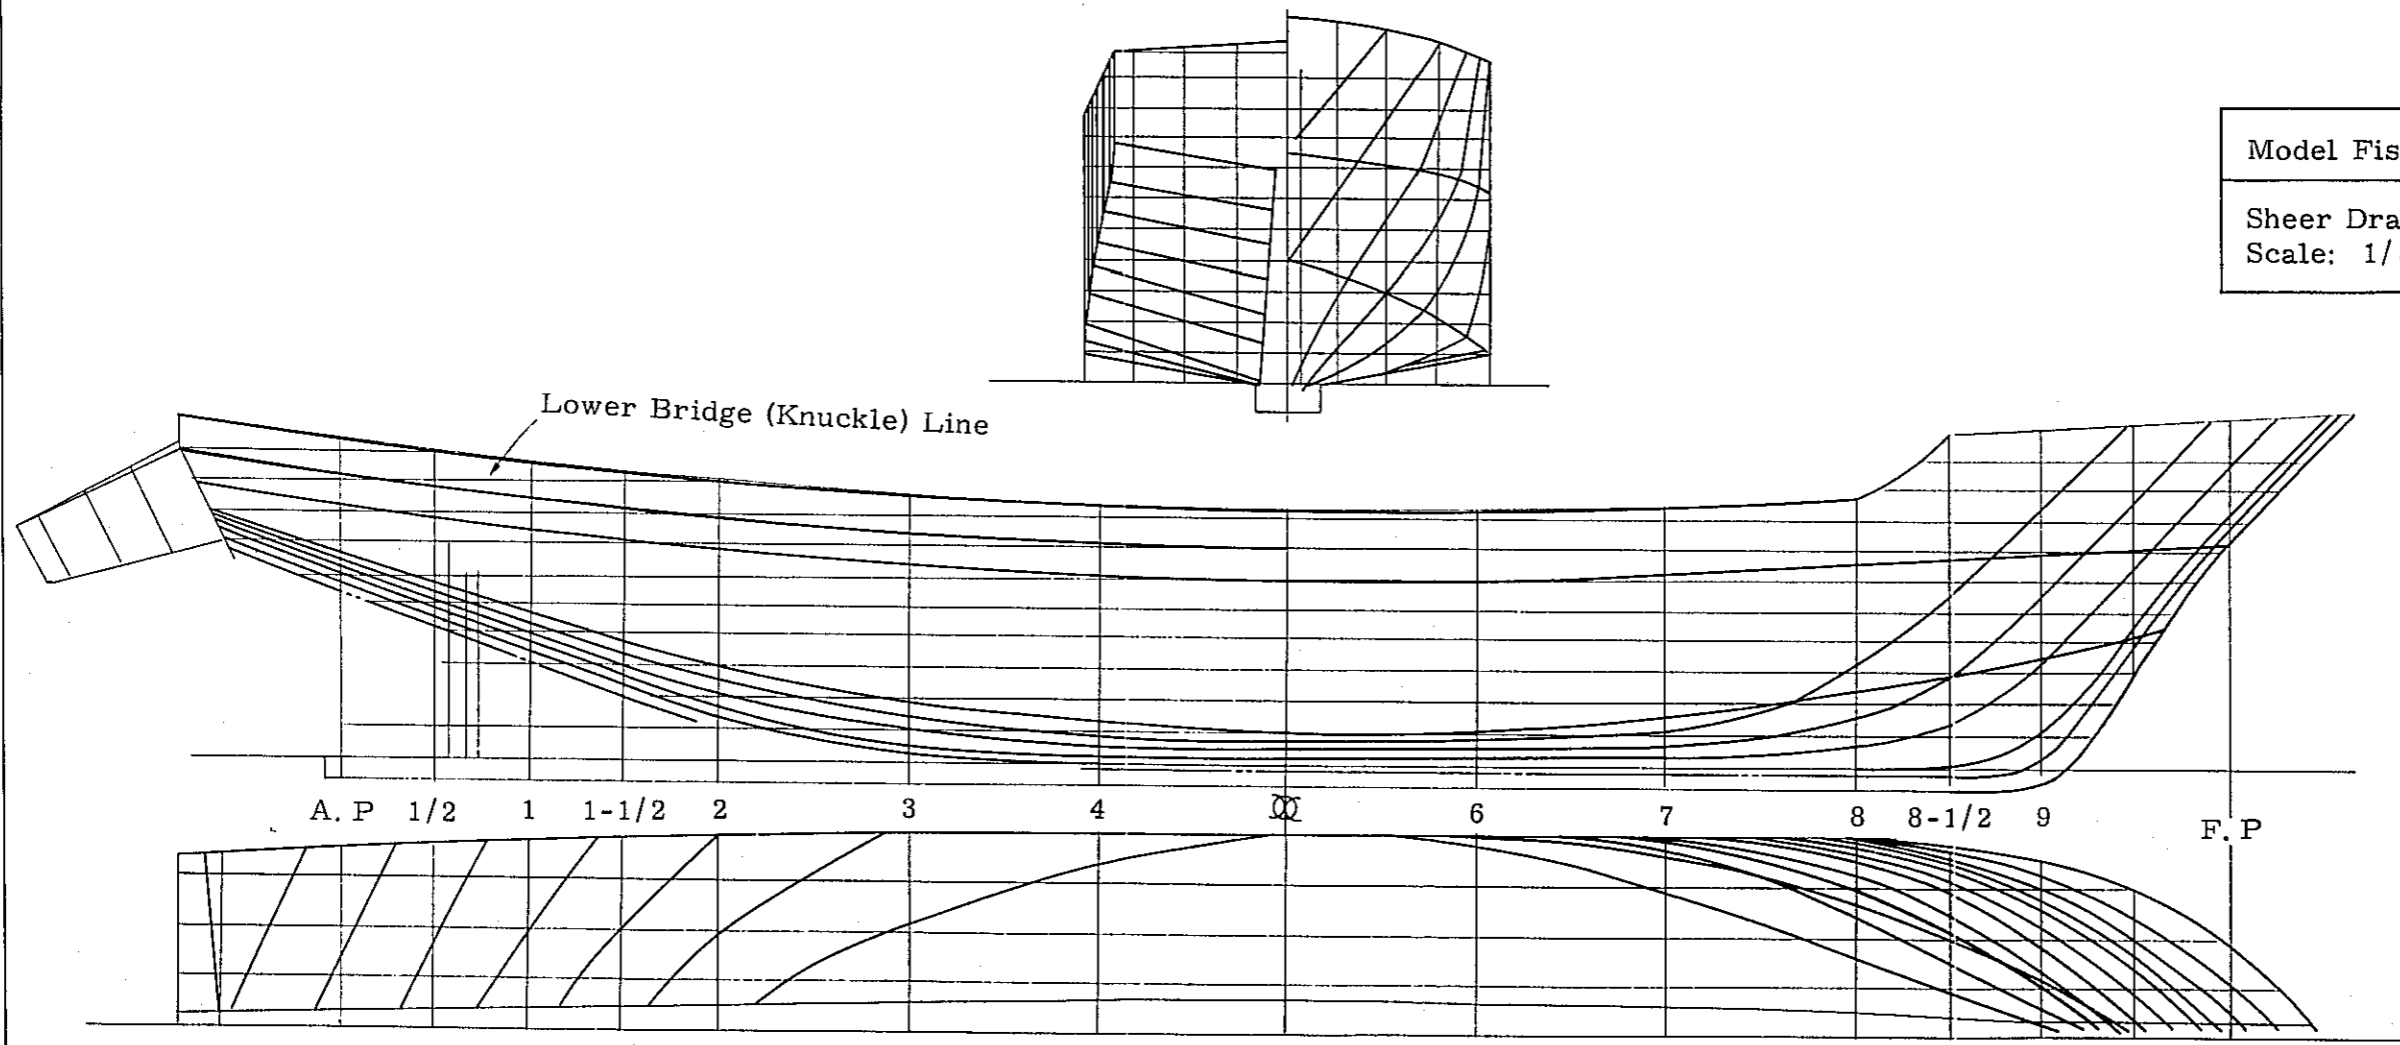 Model Fis
Sheer Dra
Scale: 1/
Lower Bridge (Knuckle) Line
A. P 1/2 1 1-1/2 2 3 4 6 7 8 8-1/2 9 F. P